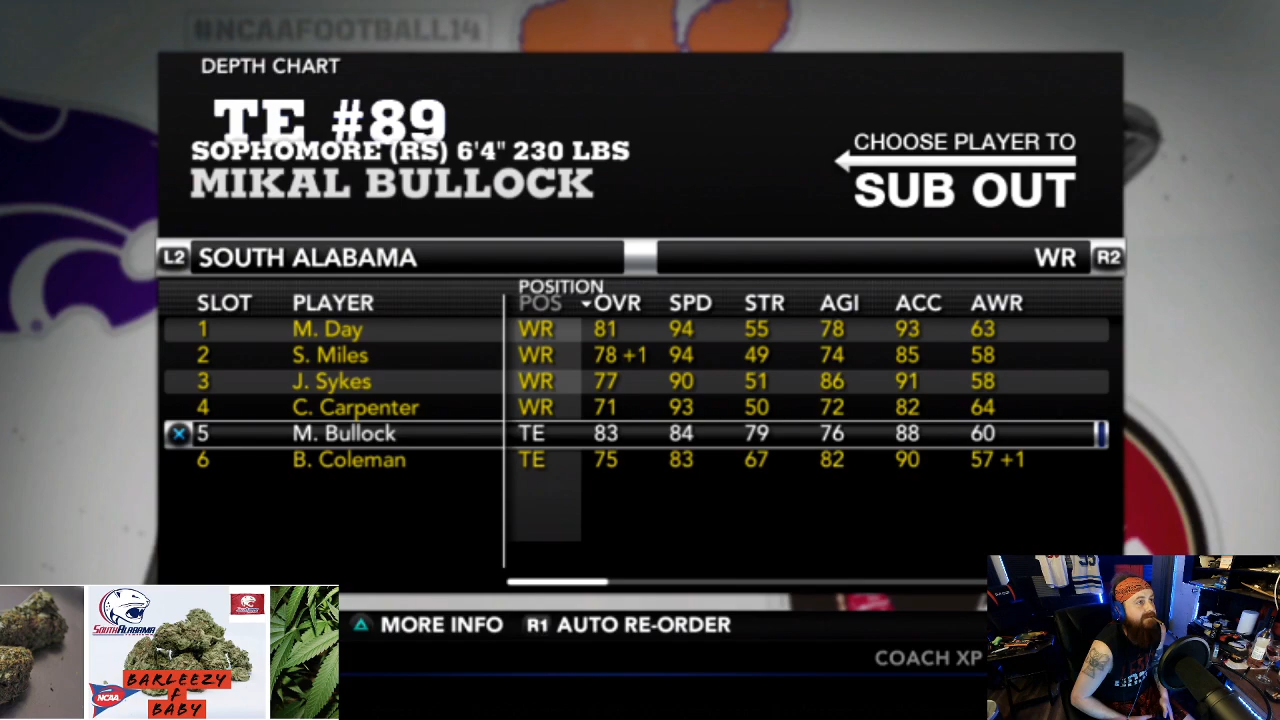 #NCAAFOOTBALL14
DEPTH CHART
TE #89
SOPHOMORE (RS) 6'4" 230 LBS
MIKAL BULLOCK
CHOOSE PLAYER TO
SUB OUT
L2 SOUTH ALABAMA WR R2
POSITION
SLOT PLAYER POS OVR SPD STR AGI ACC AWR
1 M. Day WR 81 94 55 78 93 63
2 S. Miles WR 78 +1 94 49 74 85 58
3 J. Sykes WR 77 90 51 86 91 58
4 C. Carpenter WR 71 93 50 72 82 64
5 M. Bullock TE 83 84 79 76 88 60
6 B. Coleman TE 75 83 67 82 90 57 +1
MORE INFO R1 AUTO RE-ORDER
COACH XP
SOUTH ALABAMA
BARLEEZY
F
BABY
NCAA